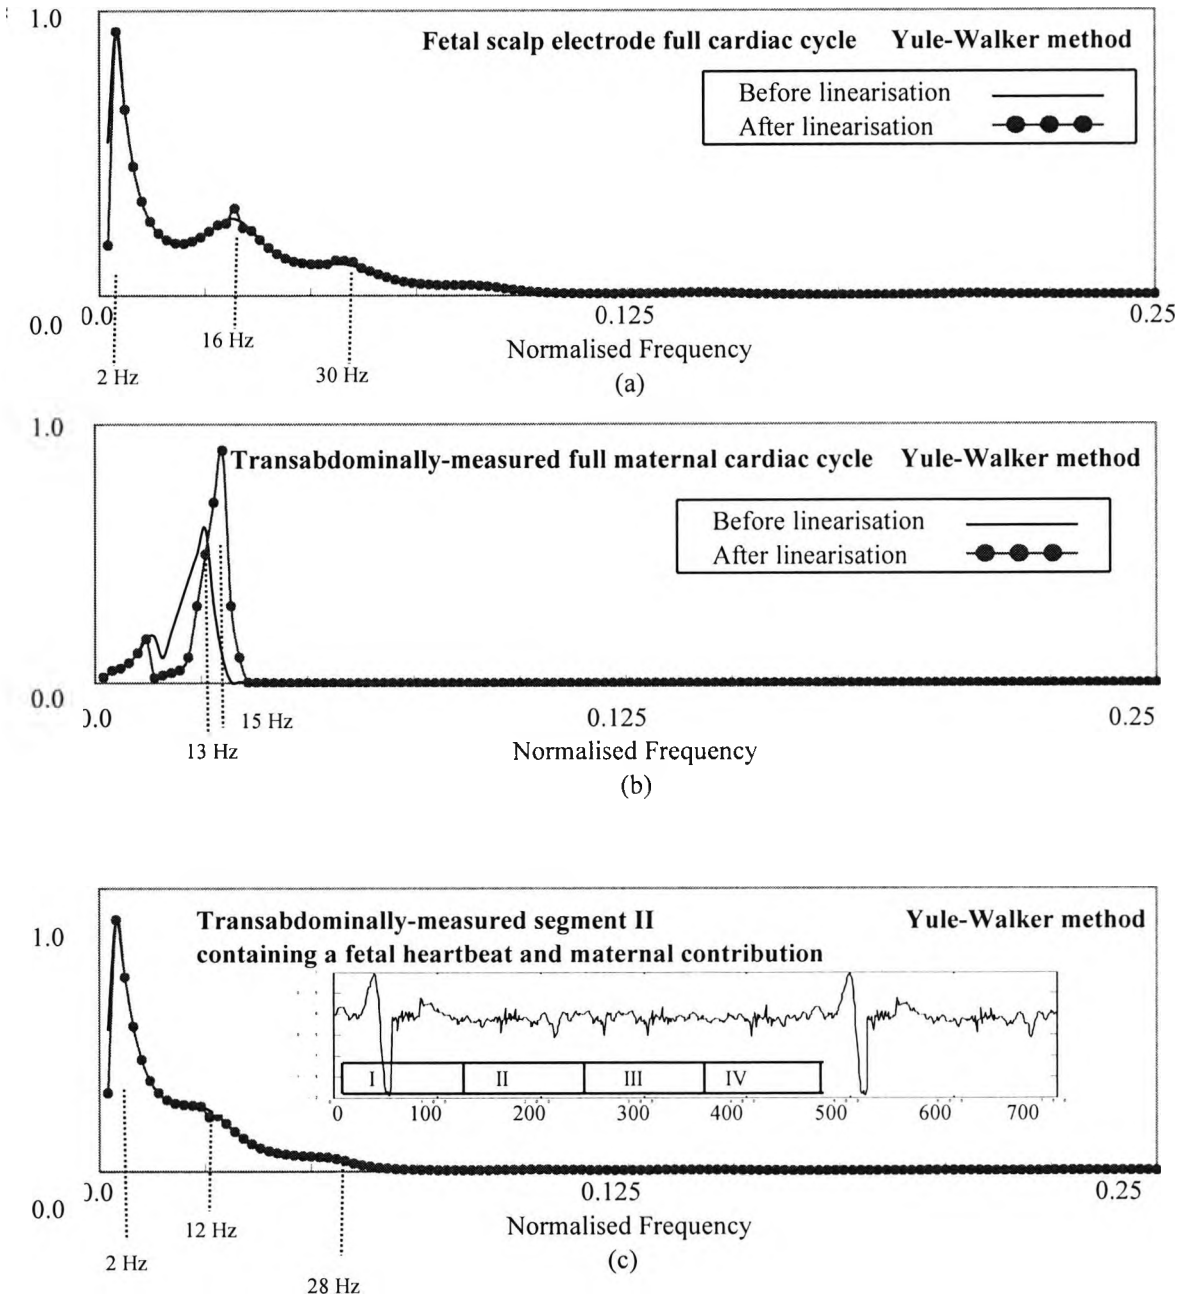 1.0
Fetal scalp electrode full cardiac cycle Yule-Walker method
Before linearisation
After linearisation
0.0
0.0 0.125 0.25
16 Hz
Normalised Frequency
2 Hz 30 Hz
(a)
1.0
Transabdominally-measured full maternal cardiac cycle Yule-Walker method
Before linearisation
After linearisation
0.0
0.0 0.125 0.25
15 Hz
13 Hz
Normalised Frequency
(b)
1.0
Transabdominally-measured segment II Yule-Walker method
containing a fetal heartbeat and maternal contribution
I II III IV
0 100 200 300 400 500 600 700
0.0
0.0 0.125 0.25
12 Hz
Normalised Frequency
2 Hz
(c)
28 Hz